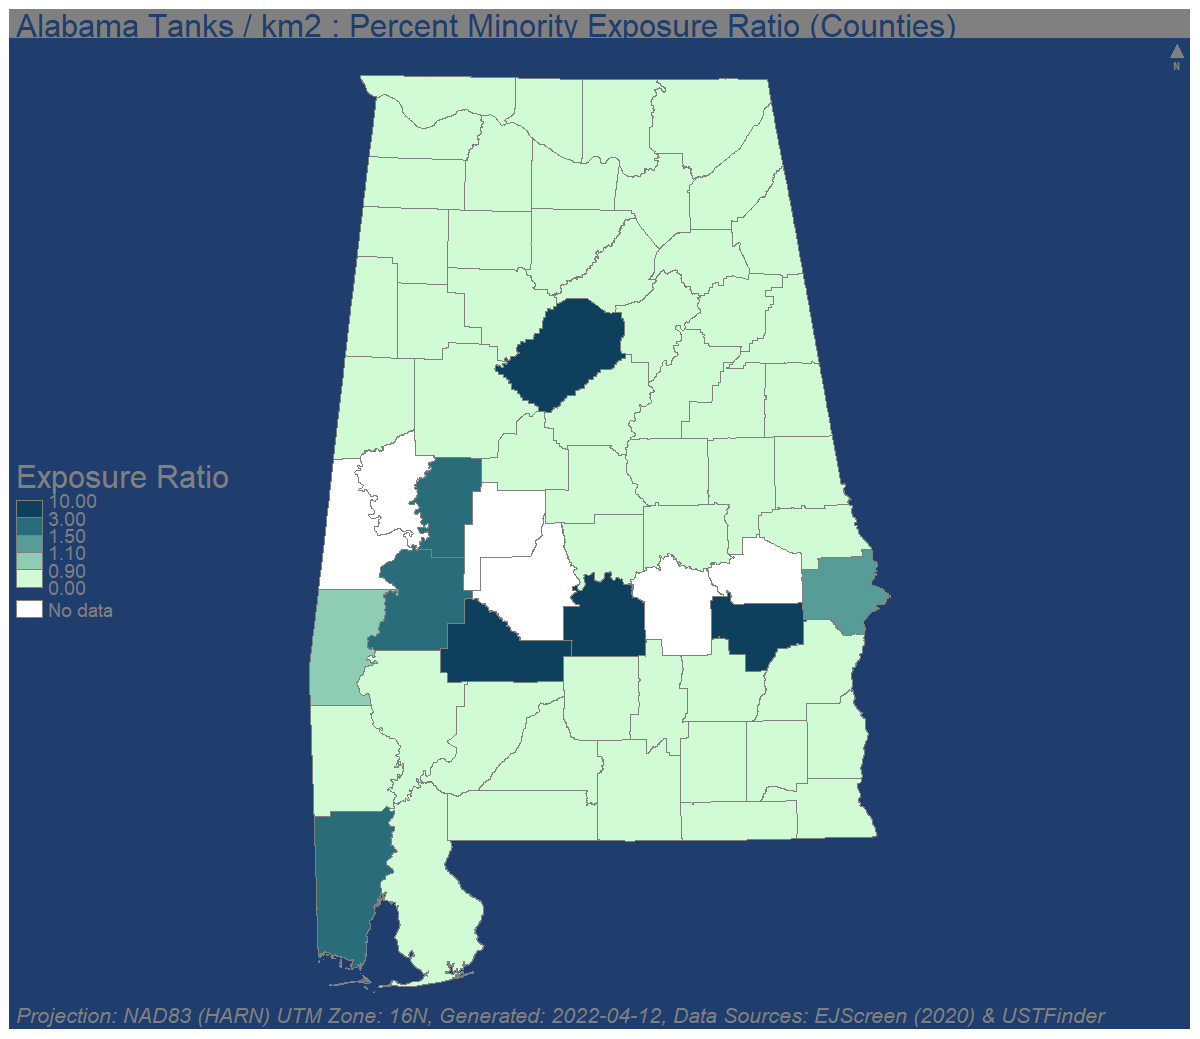 Alabama Tanks / km2 : Percent Minority Exposure Ratio (Counties)
N
Exposure Ratio
10.00
3.00
1.50
1.10
0.90
0.00
No data
Projection: NAD83 (HARN) UTM Zone: 16N, Generated: 2022-04-12, Data Sources: EJScreen (2020) & USTFinder